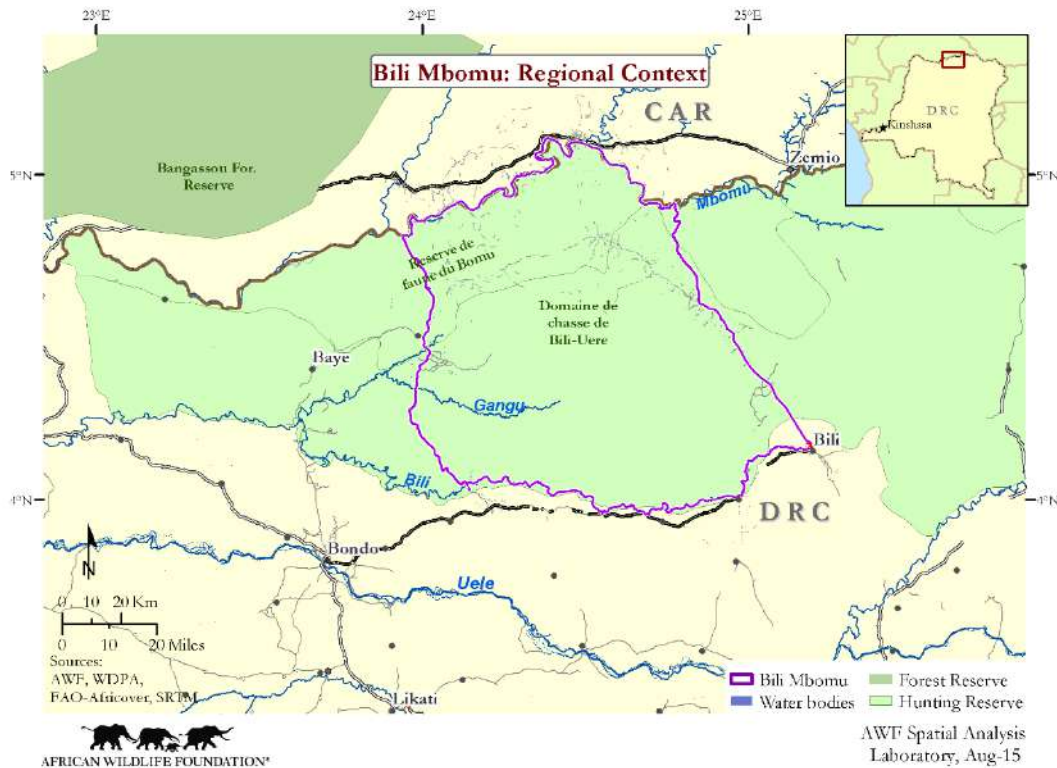 23°E
24°E
25°E
Bili Mbomu: Regional Context
CAR
DRC
Kinshasa
Bangassou For.
Reserve
Zemio
5°N
5°N
Mbomu
Reserve de
faune du Bomu
Domaine de
chasse de
Bili-Uere
Baye
Gangu
Bili
Bili
4°N
4°N
DRC
N
Bondo
Uele
0 10 20 Km
0 10 20 Miles
Sources:
AWF, WDPA,
FAO-Africover, SRTM
Likati
Bili Mbomu
Water bodies
Forest Reserve
Hunting Reserve
AFRICAN WILDLIFE FOUNDATION®
AWF Spatial Analysis
Laboratory, Aug-15